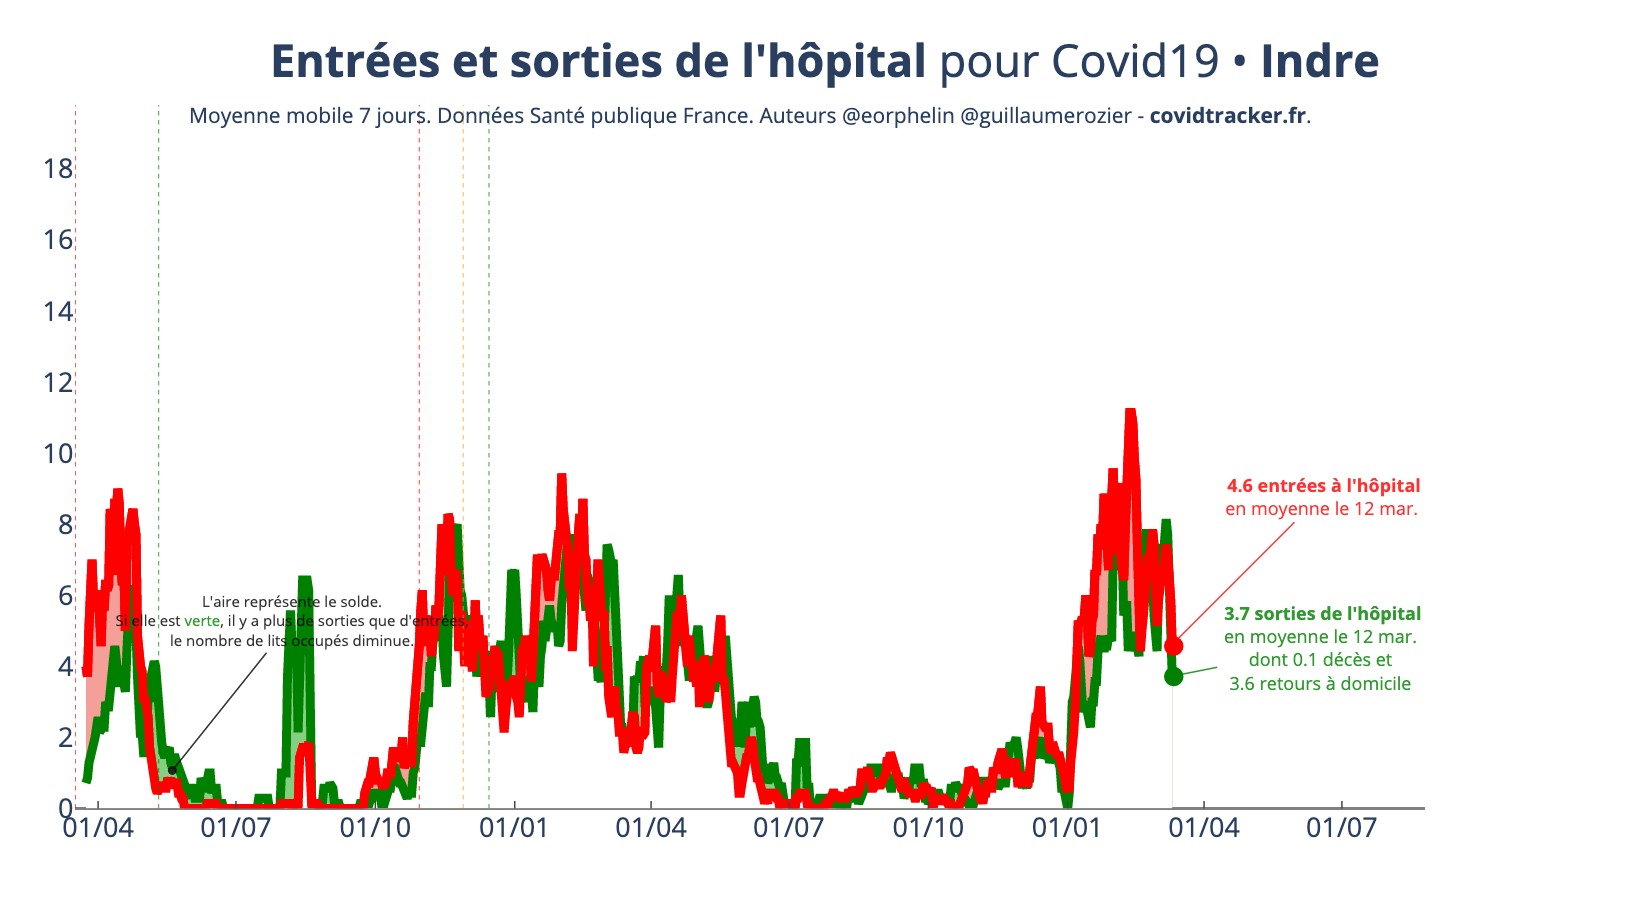 Entrées et sorties de l'hôpital pour Covid19 • Indre
Moyenne mobile 7 jours. Données Santé publique France. Auteurs @eorphelin @guillaumerozier - covidtracker.fr.
18
16
14
12
10
8
6
4
2
0
L'aire représente le solde.
Si elle est verte, il y a plus de sorties que d'entrées,
le nombre de lits occupés diminue.
4.6 entrées à l'hôpital
en moyenne le 12 mar.
3.7 sorties de l'hôpital
en moyenne le 12 mar.
dont 0.1 décès et
3.6 retours à domicile
01/04 01/07 01/10 01/01 01/04 01/07 01/10 01/01 01/04 01/07